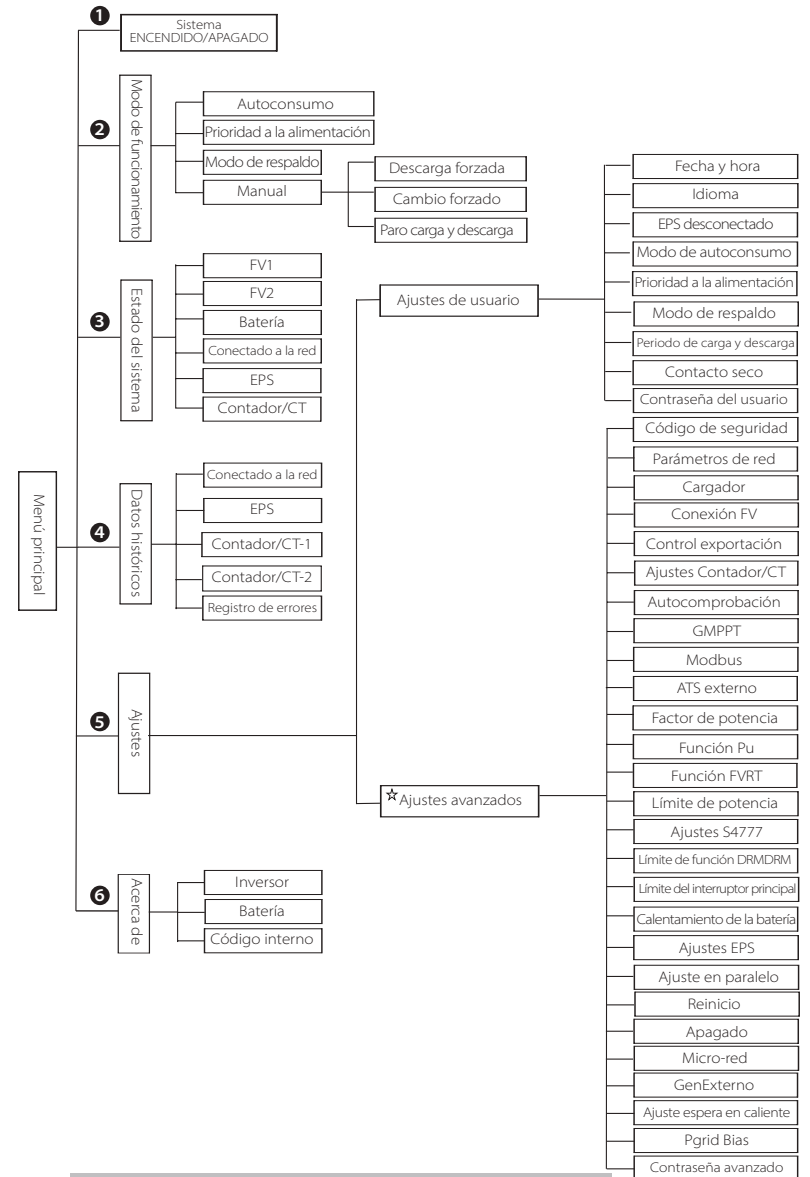 Menú principal
❶
Sistema
ENCENDIDO/APAGADO
❷
Modo de funcionamiento
Autoconsumo
Prioridad a la alimentación
Modo de respaldo
Manual
Descarga forzada
Cambio forzado
Paro carga y descarga
❸
Estado del sistema
FV1
FV2
Batería
Conectado a la red
EPS
Contador/CT
❹
Datos históricos
Conectado a la red
EPS
Contador/CT-1
Contador/CT-2
Registro de errores
❺
Ajustes
Ajustes de usuario
Fecha y hora
Idioma
EPS desconectado
Modo de autoconsumo
Prioridad a la alimentación
Modo de respaldo
Periodo de carga y descarga
Contacto seco
Contraseña del usuario
☆Ajustes avanzados
Código de seguridad
Parámetros de red
Cargador
Conexión FV
Control exportación
Ajustes Contador/CT
Autocomprobación
GMPPT
Modbus
ATS externo
Factor de potencia
Función Pu
Función FVRT
Límite de potencia
Ajustes S4777
Límite de función DRMDRM
Límite del interruptor principal
Calentamiento de la batería
Ajustes EPS
Ajuste en paralelo
Reinicio
Apagado
Micro-red
GenExterno
Ajuste espera en caliente
Pgrid Bias
Contraseña avanzado
❻
Acerca de
Inversor
Batería
Código interno